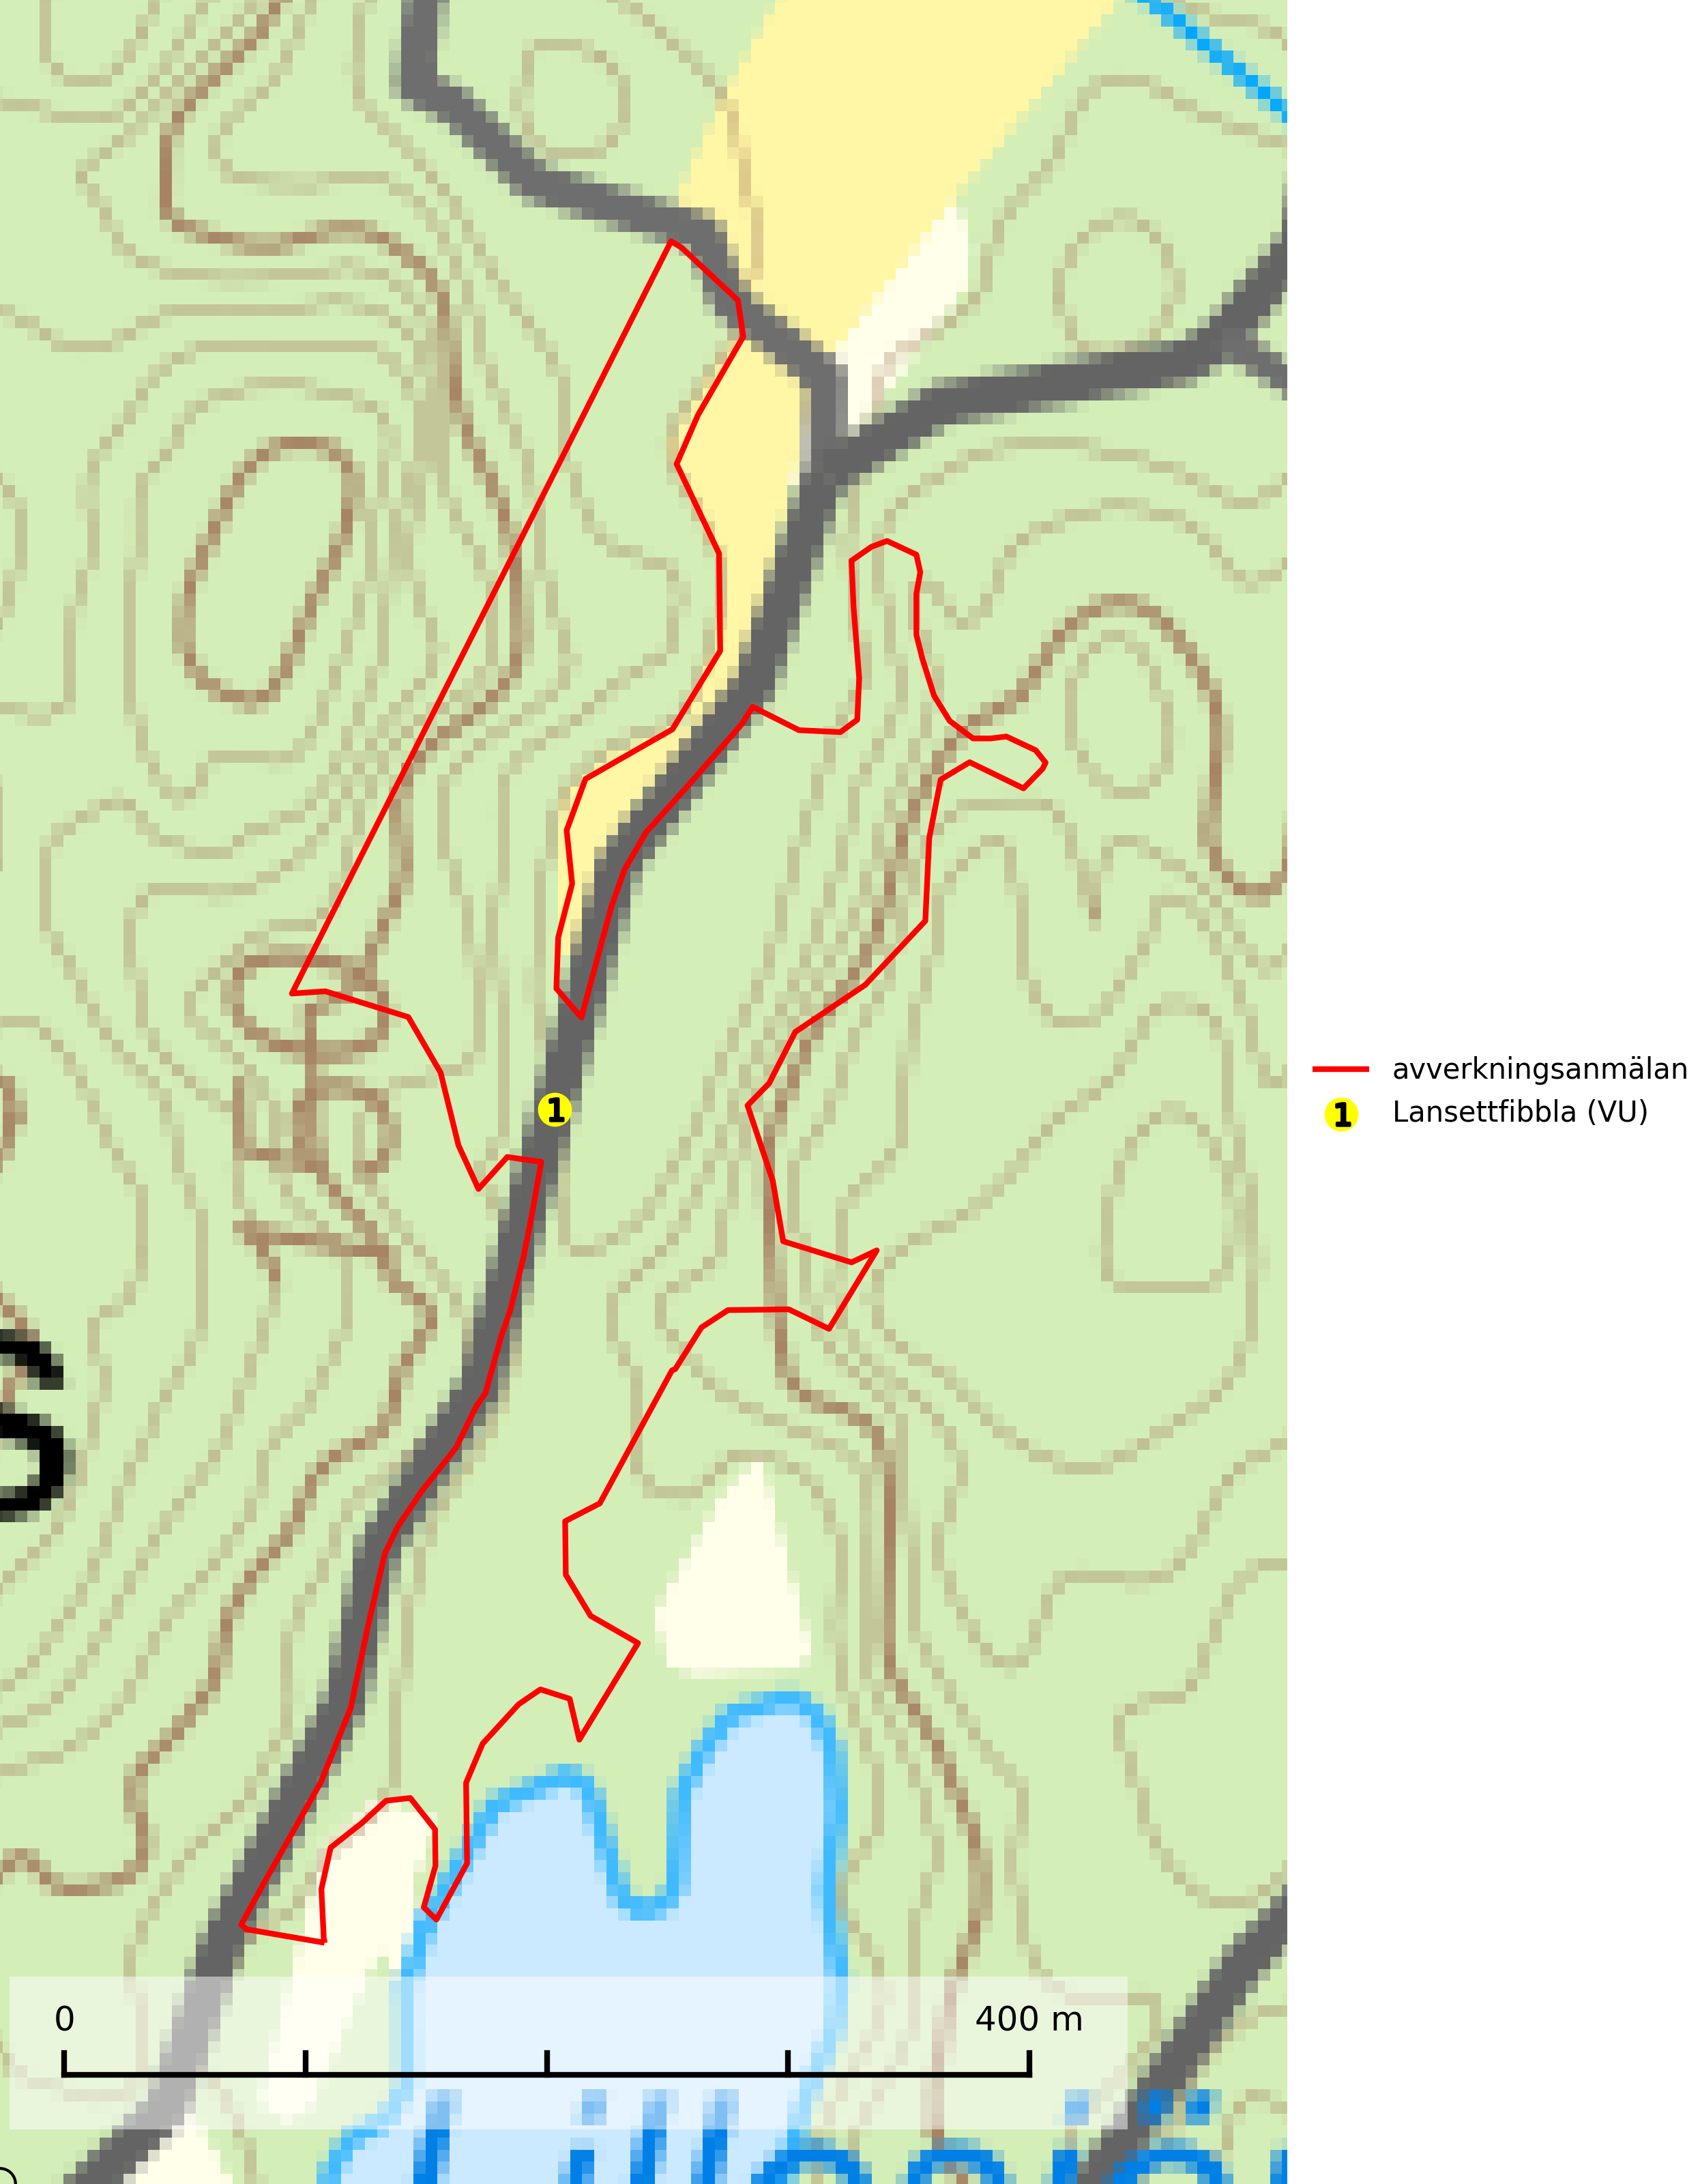 avverkningsanmälan
1
1 Lansettfibbla (VU)
s
0 400 m